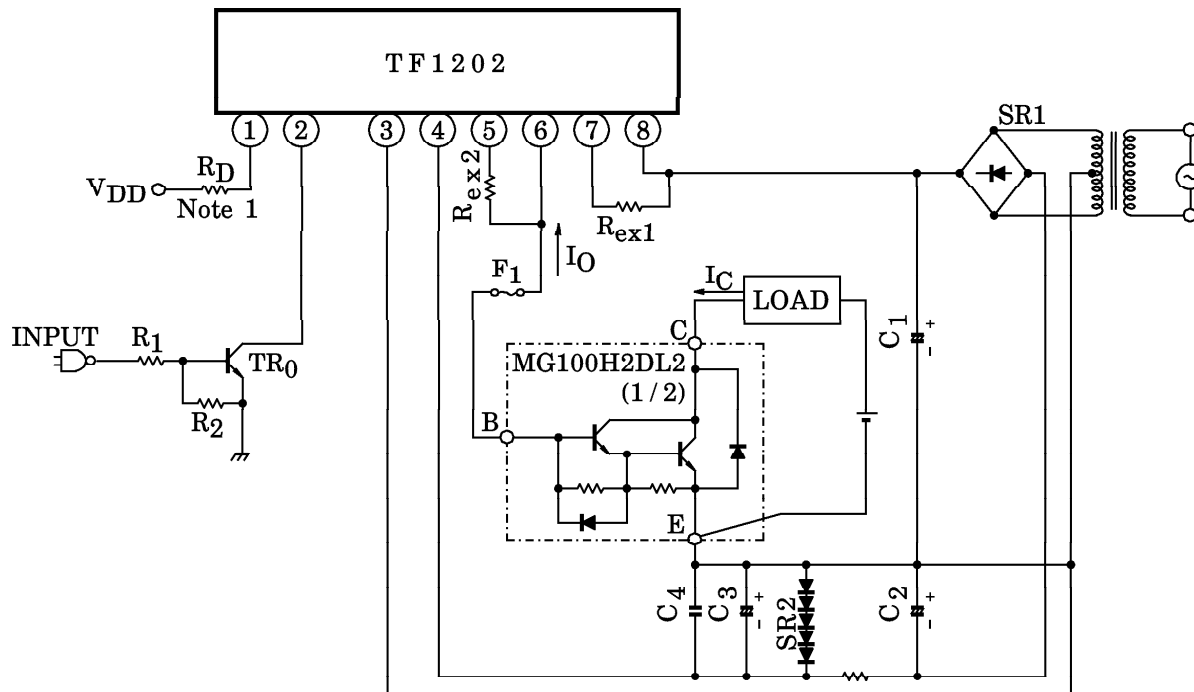 TF1202
1 2 3 4 5 6 7 8
SR1
VDD
RD
Note 1
Rex2
Rex1
IO
F1
IC
LOAD
C
C1
+
-
INPUT
R1
TR0
R2
MG100H2DL2
(1/2)
B
E
C4
C3
+
-
SR2
C2
+
-